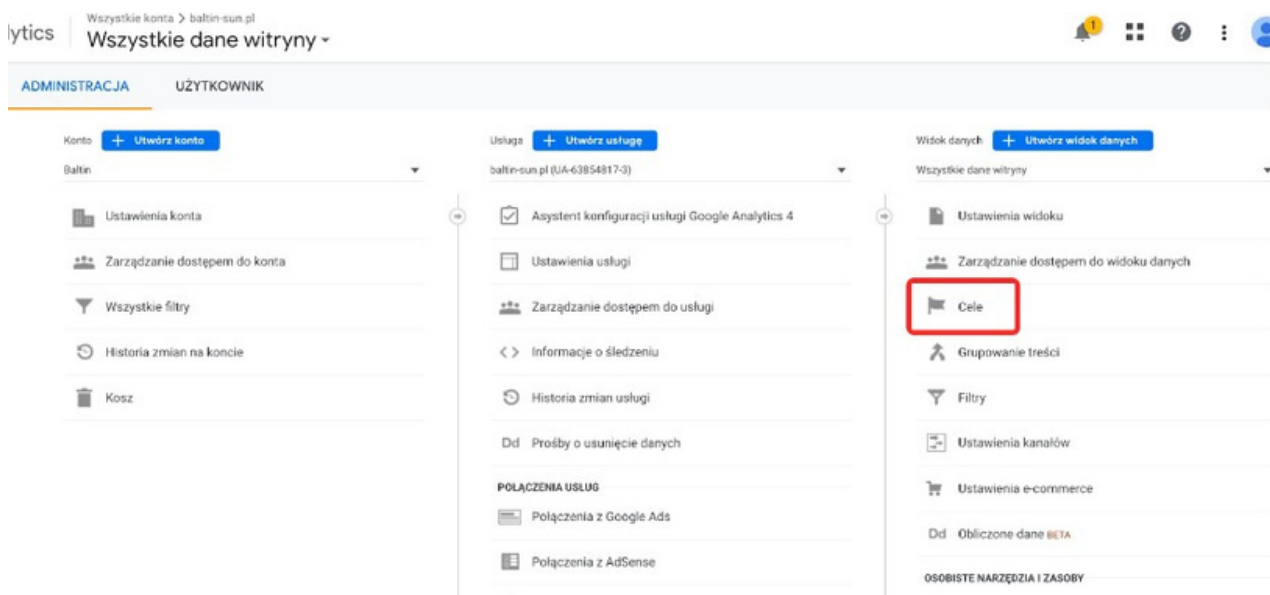 Wszystkie konta > baltin-sun.pl
lytics
Wszystkie dane witryny
1
ADMINISTRACJA
UŻYTKOWNIK
Konto
+ Utwórz konto
Baltin
Ustawienia konta
Zarządzanie dostępem do konta
Wszystkie filtry
Historia zmian na koncie
Kosz
Usługa
+ Utwórz usługę
baltin-sun.pl (UA-63854817-3)
Asystent konfiguracji usługi Google Analytics 4
Ustawienia usługi
Zarządzanie dostępem do usługi
Informacje o śledzeniu
Historia zmian usługi
Dd Prośby o usunięcie danych
POŁĄCZENIA USŁUG
Połączenia z Google Ads
Połączenia z AdSense
Widok danych
+ Utwórz widok danych
Wszystkie dane witryny
Ustawienia widoku
Zarządzanie dostępem do widoku danych
Cele
Grupowanie treści
Filtry
Ustawienia kanałów
Ustawienia e-commerce
Dd Obliczone dane BETA
OSOBISTE NARZĘDZIA I ZASOBY